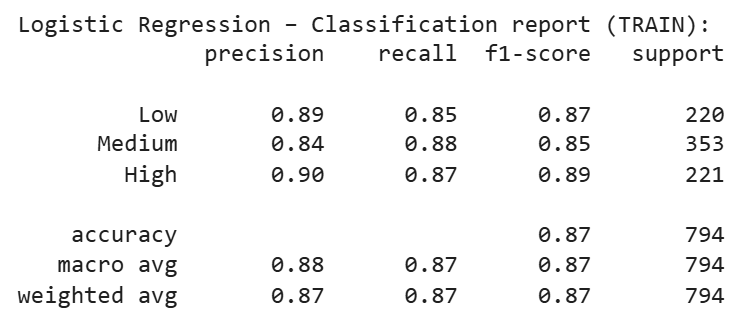 Logistic Regression – Classification report (TRAIN):
precision recall f1-score support
Low 0.89 0.85 0.87 220
Medium 0.84 0.88 0.85 353
High 0.90 0.87 0.89 221
accuracy 0.87 794
macro avg 0.88 0.87 0.87 794
weighted avg 0.87 0.87 0.87 794